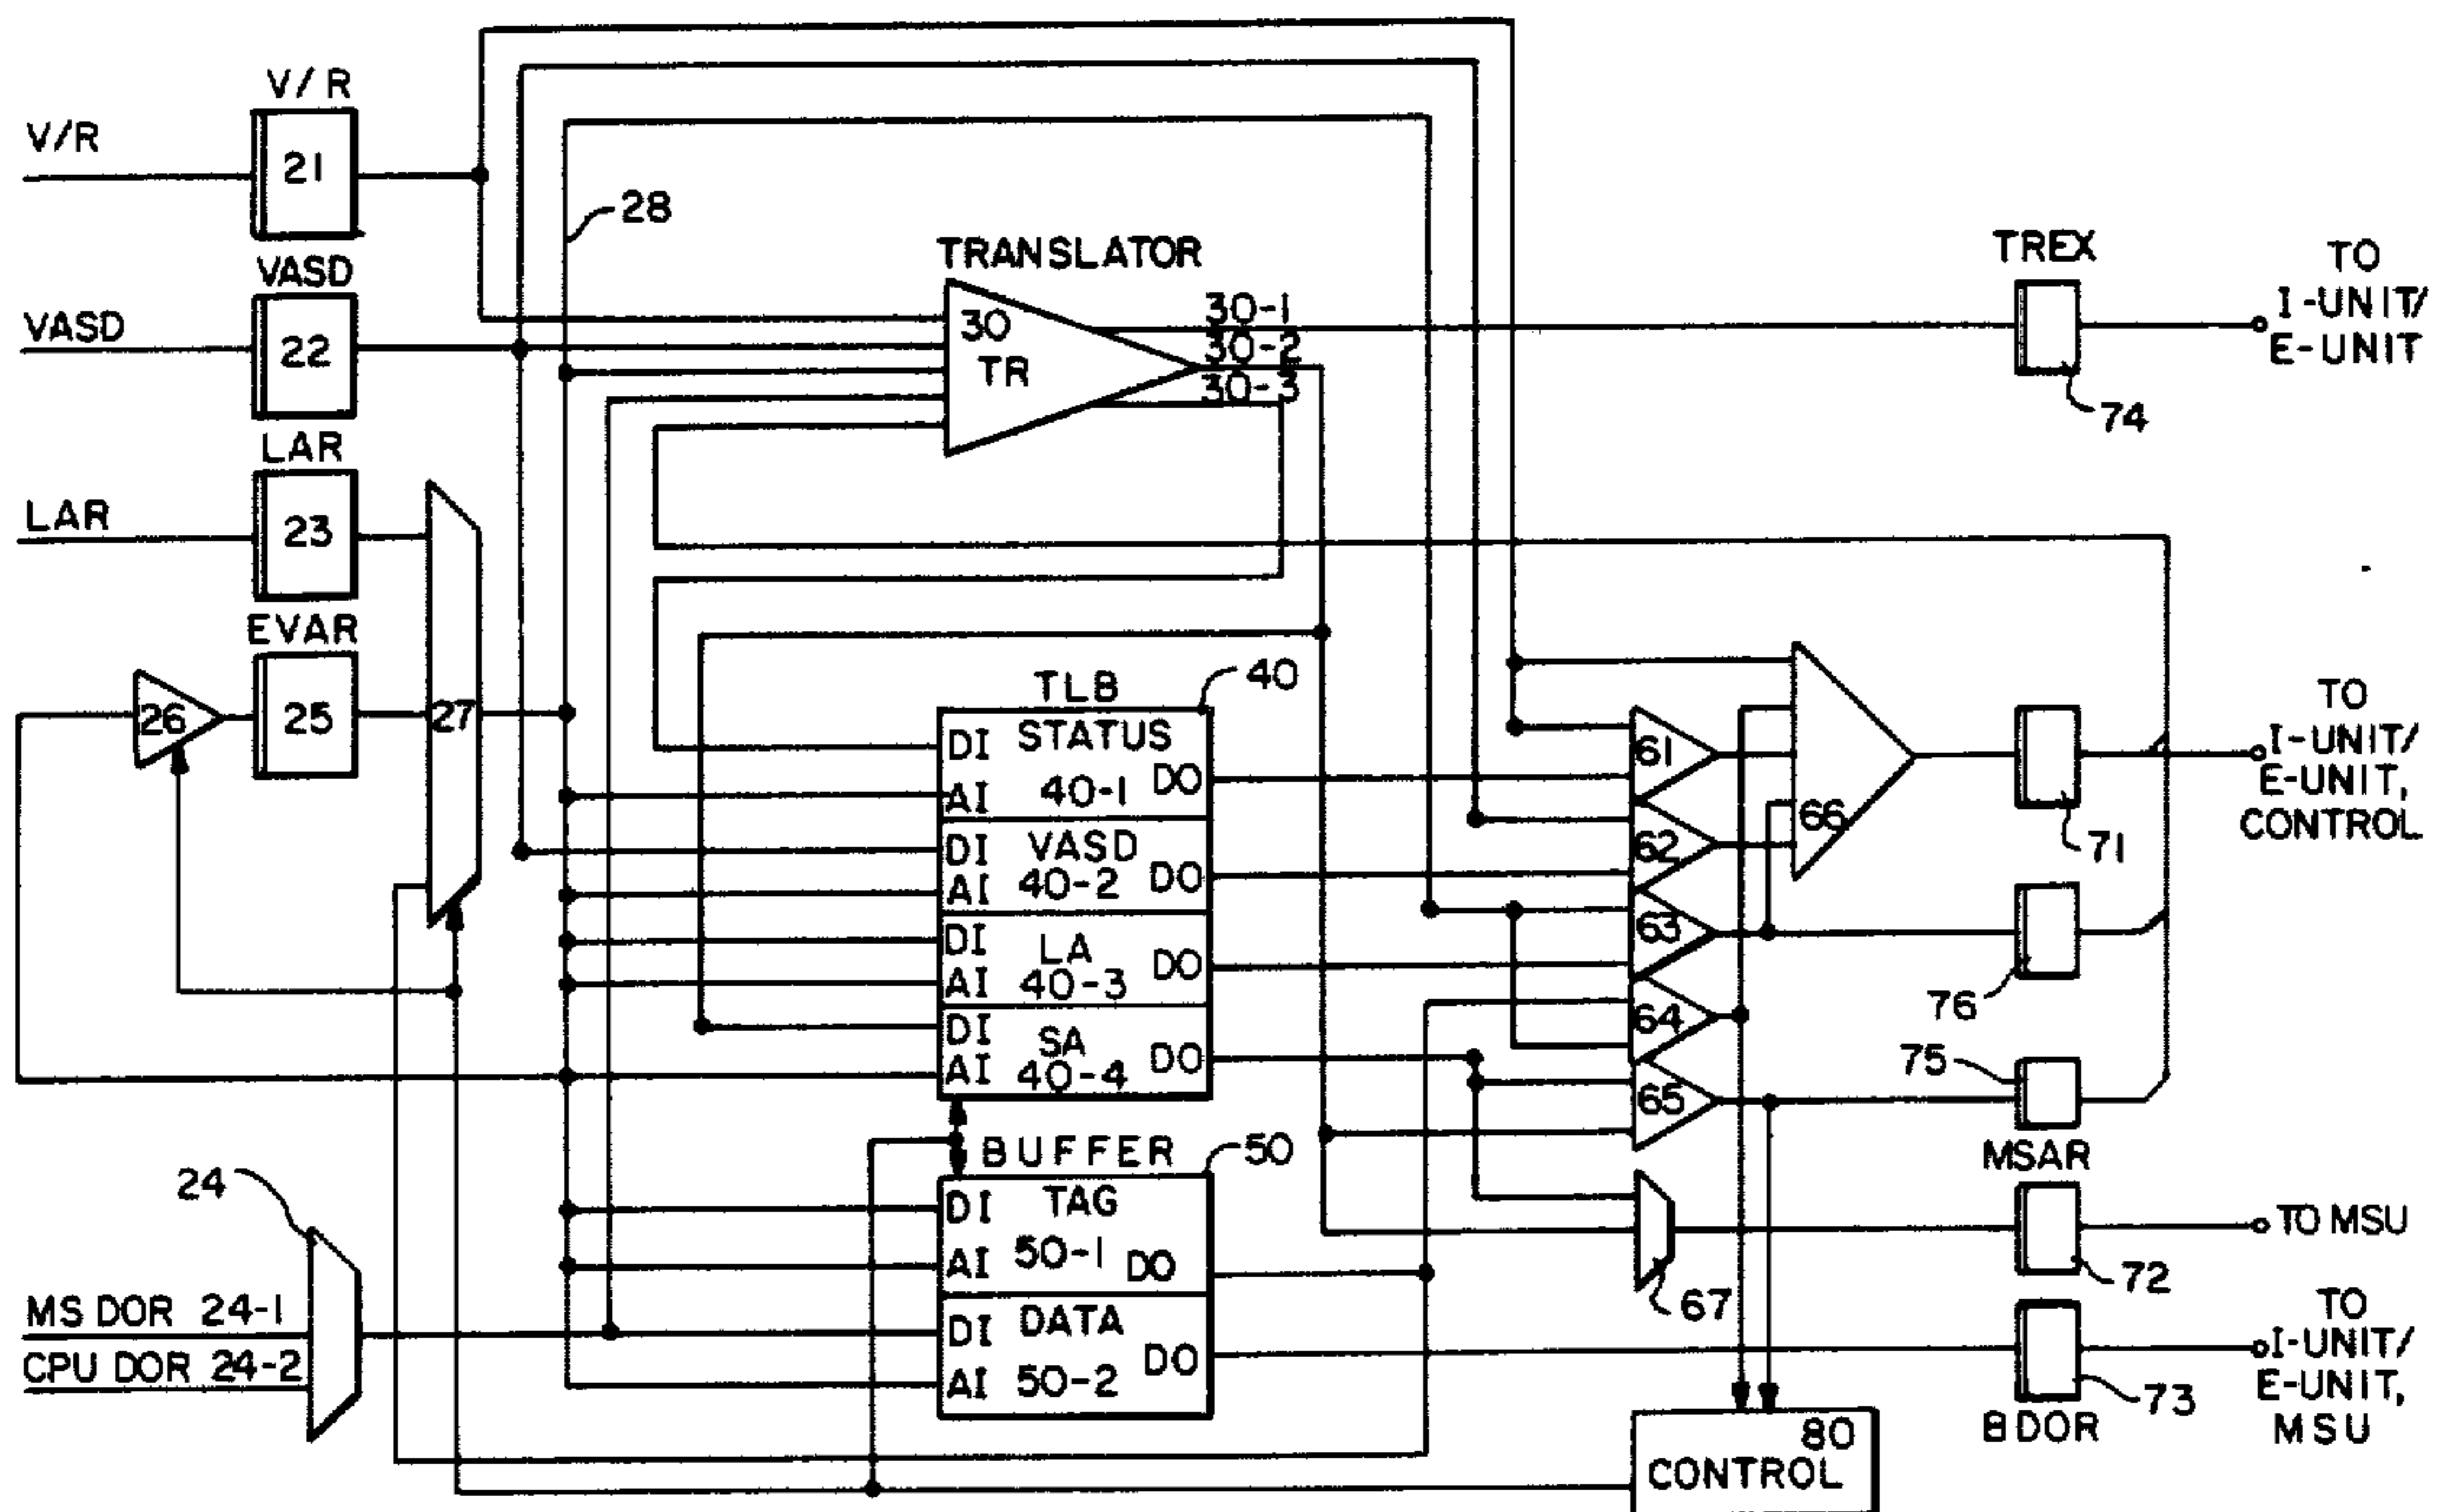 V/R
V/R
21
VASD
VASD
22
LAR
LAR
23
EVAR
26
25
27
28
24
MS DOR 24-1
CPU DOR 24-2
TRANSLATOR
30
TR
30-1
30-2
30-3
TLB
40
DI STATUS
AI 40-1 DO
DI VASD
AI 40-2 DO
DI LA
AI 40-3 DO
DI SA
AI 40-4 DO
BUFFER
50
DI TAG
AI 50-1 DO
DI DATA
AI 50-2 DO
61
62
63
64
65
66
67
TREX
74
TO
I-UNIT/
E-UNIT
71
TO
I-UNIT/
E-UNIT,
CONTROL
76
75
MSAR
72
TO MSU
73
BDOR
TO
I-UNIT/
E-UNIT,
MSU
80
CONTROL